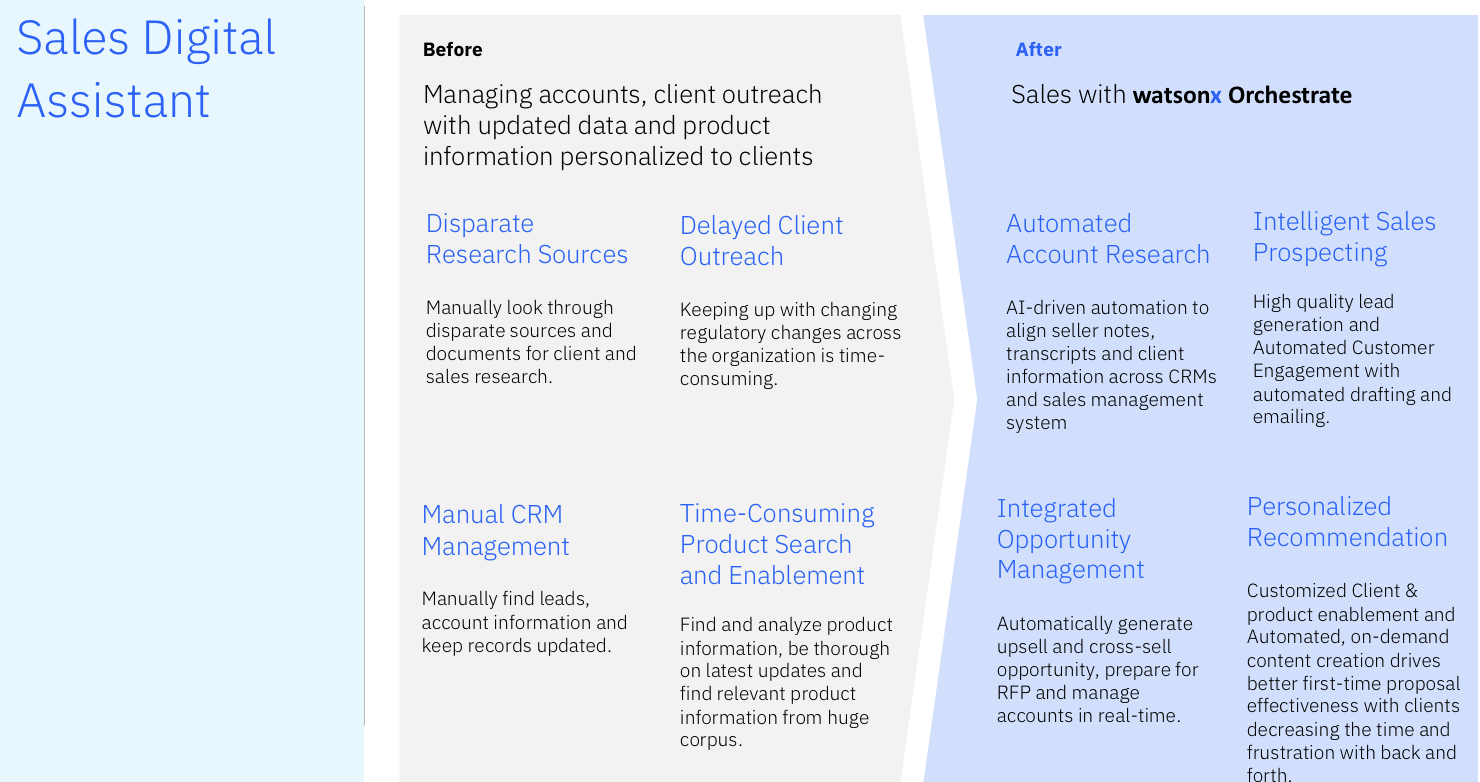 Sales Digital
Assistant
Before
Managing accounts, client outreach
with updated data and product
information personalized to clients
Disparate
Research Sources
Manually look through
disparate sources and
documents for client and
sales research.
Delayed Client
Outreach
Keeping up with changing
regulatory changes across
the organization is time-
consuming.
Manual CRM
Management
Manually find leads,
account information and
keep records updated.
Time-Consuming
Product Search
and Enablement
Find and analyze product
information, be thorough
on latest updates and
find relevant product
information from huge
corpus.
After
Sales with watsonx Orchestrate
Automated
Account Research
AI-driven automation to
align seller notes,
transcripts and client
information across CRMs
and sales management
system
Intelligent Sales
Prospecting
High quality lead
generation and
Automated Customer
Engagement with
automated drafting and
emailing.
Integrated
Opportunity
Management
Automatically generate
upsell and cross-sell
opportunity, prepare for
RFP and manage
accounts in real-time.
Personalized
Recommendation
Customized Client &
product enablement and
Automated, on-demand
content creation drives
better first-time proposal
effectiveness with clients
decreasing the time and
frustration with back and
forth.